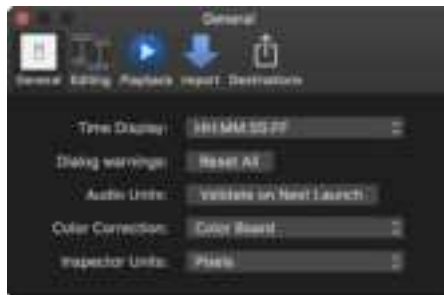 General
General Editing Playback Import Destinations
Time Display: HH:MM:SS:FF
Dialog warnings: Reset All
Audio Units: Validate on Next Launch
Color Correction: Color Board
Inspector Units: Pixels